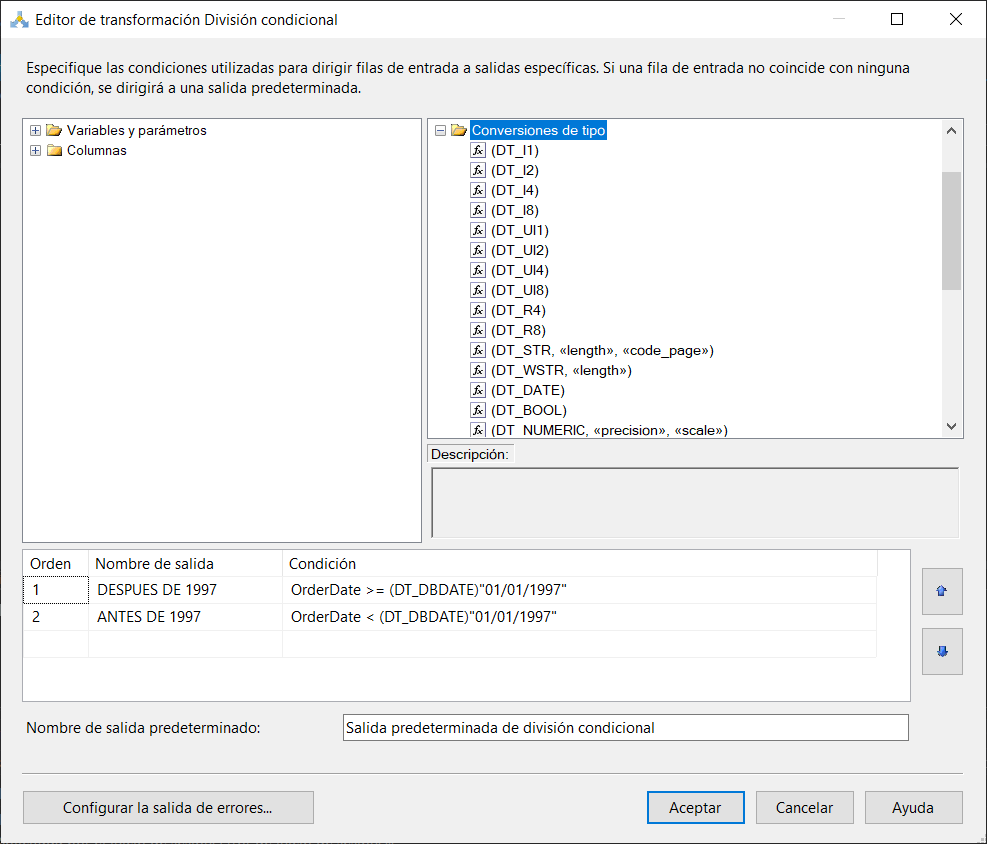 Editor de transformación División condicional
Especifique las condiciones utilizadas para dirigir filas de entrada a salidas específicas. Si una fila de entrada no coincide con ninguna
condición, se dirigirá a una salida predeterminada.
Variables y parámetros
Columnas
Conversiones de tipo
(DT_I1)
(DT_I2)
(DT_I4)
(DT_I8)
(DT_UI1)
(DT_UI2)
(DT_UI4)
(DT_UI8)
(DT_R4)
(DT_R8)
(DT_STR, «length», «code_page»)
(DT_WSTR, «length»)
(DT_DATE)
(DT_BOOL)
(DT_NUMERIC, «precision», «scale»)
Descripción:
Orden Nombre de salida Condición
1 DESPUES DE 1997 OrderDate >= (DT_DBDATE)"01/01/1997"
2 ANTES DE 1997 OrderDate < (DT_DBDATE)"01/01/1997"
Nombre de salida predeterminado: Salida predeterminada de división condicional
Configurar la salida de errores... Aceptar Cancelar Ayuda